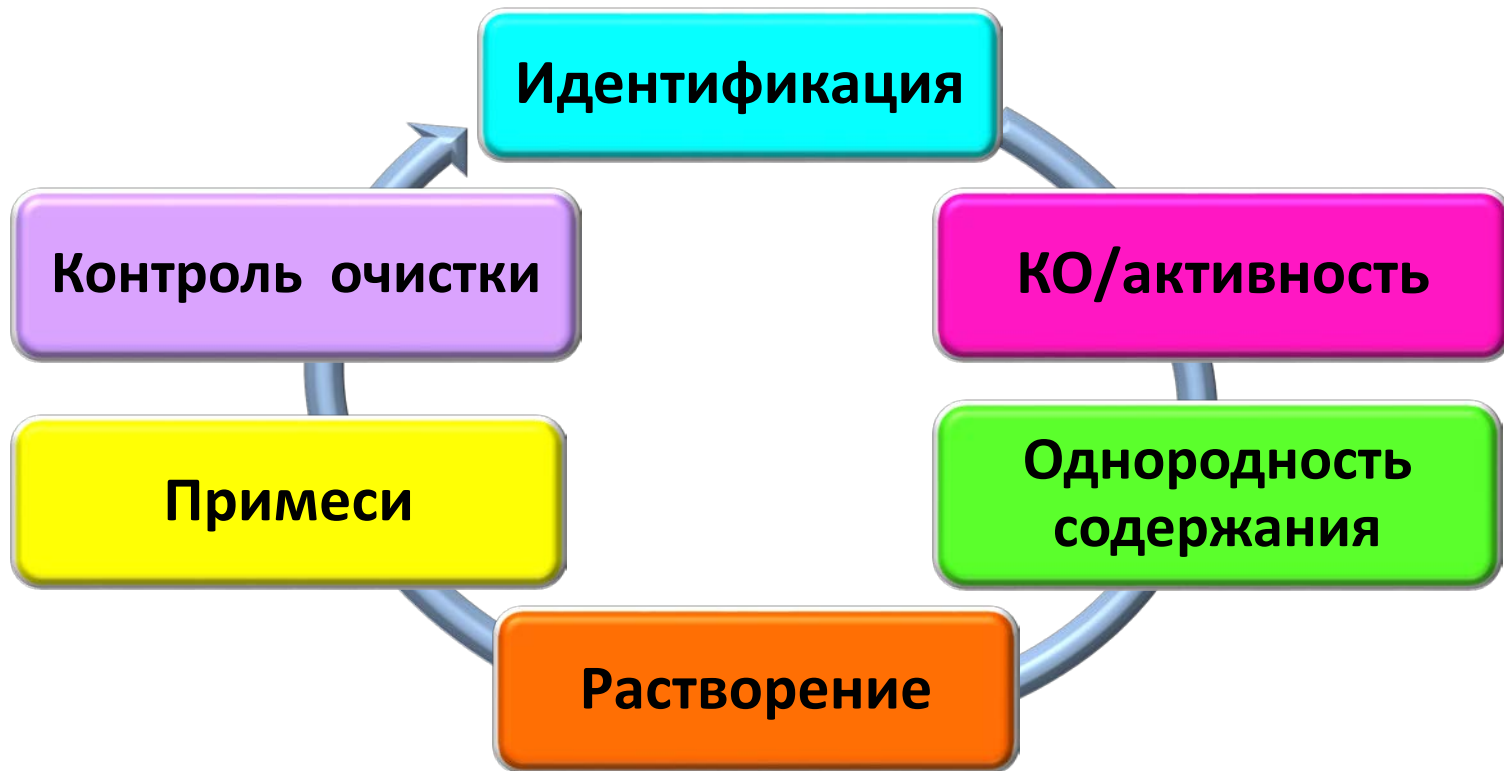 Идентификация
КО/активность
Однородность
содержания
Растворение
Примеси
Контроль очистки